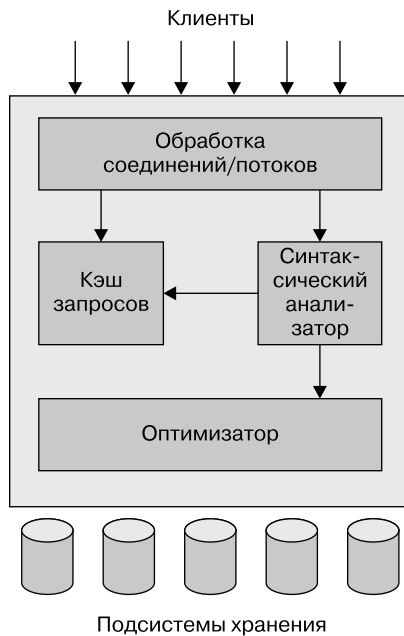 Клиенты
Обработка
соединений/потоков
Кэш
запросов
Синтак-
сический
анали-
затор
Оптимизатор
Подсистемы хранения